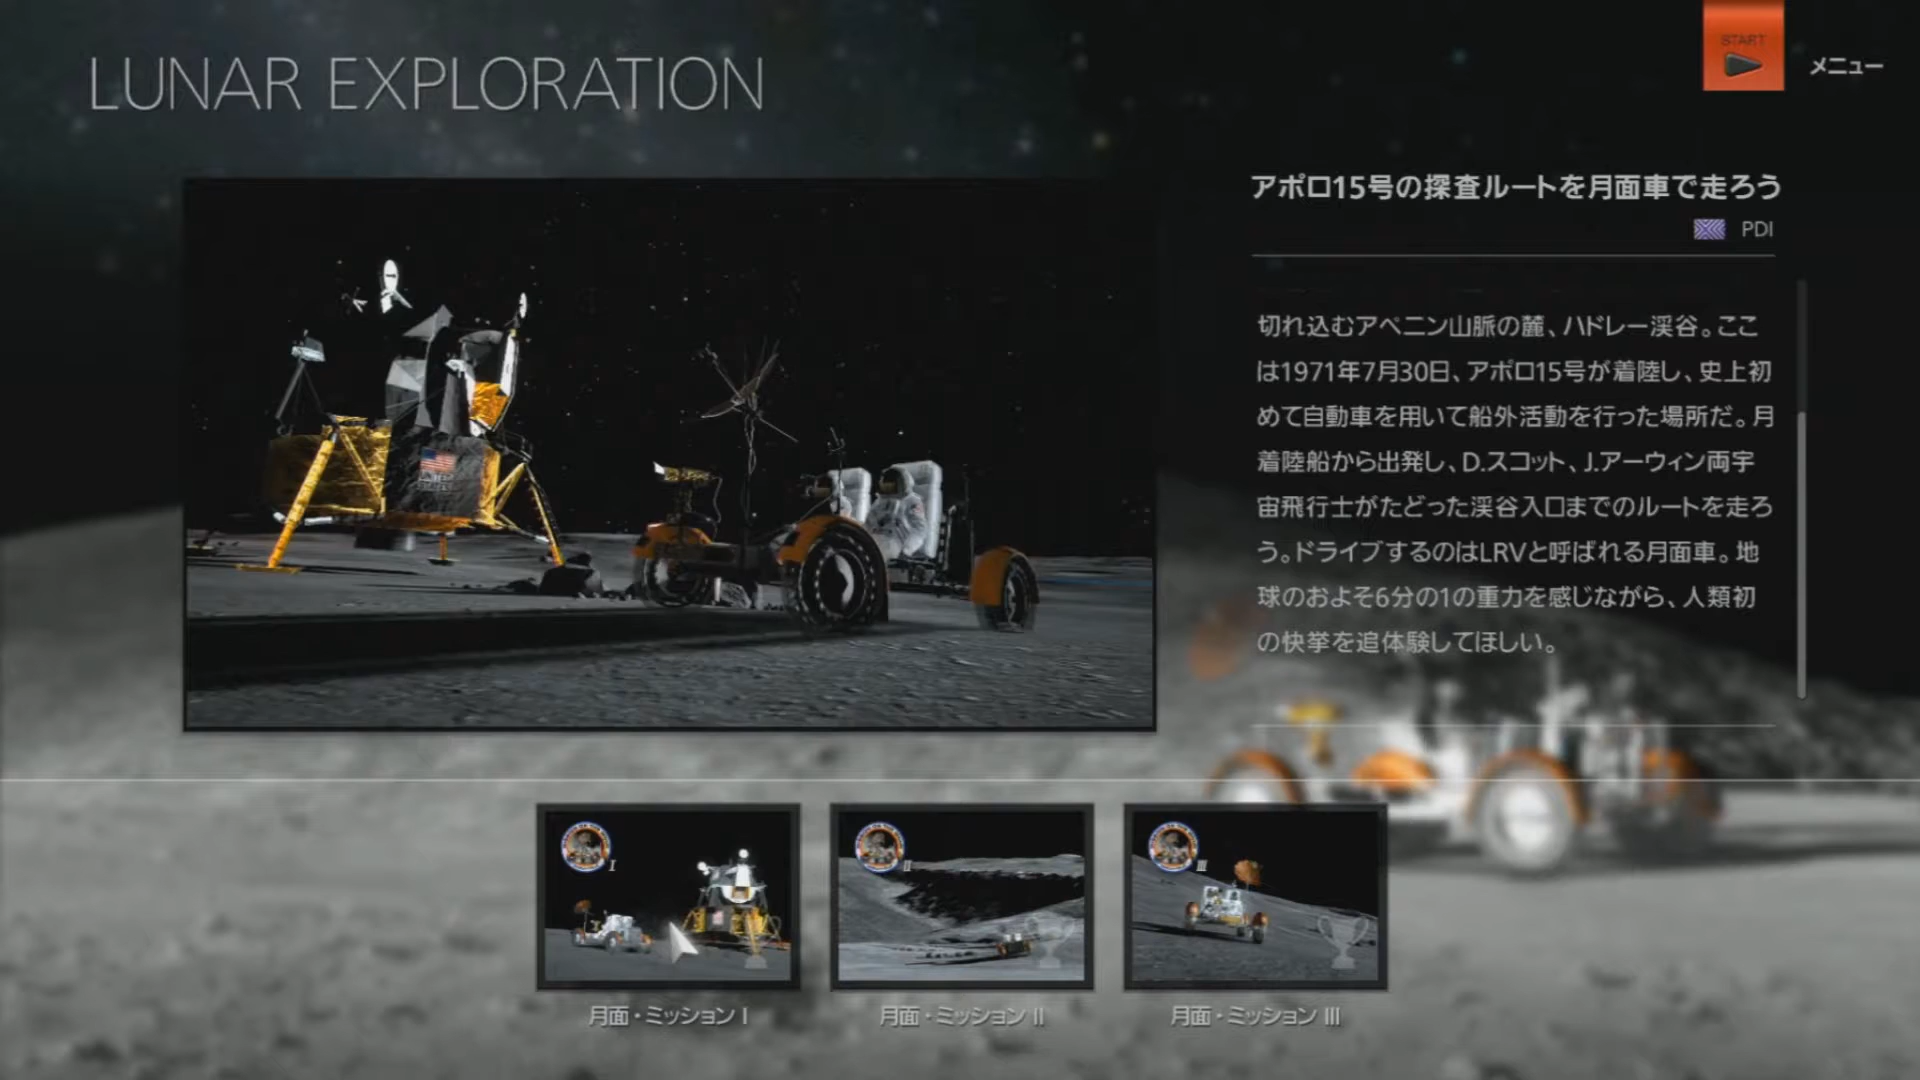 LUNAR EXPLORATION
START
メニュー
アポロ15号の探査ルートを月面車で走ろう
PDI
切れ込むアペニン山脈の麓、ハドレー渓谷。ここ
は1971年7月30日、アポロ15号が着陸し、史上初
めて自動車を用いて船外活動を行った場所だ。月
着陸船から出発し、D.スコット、J.アーウィン両宇
宙飛行士がたどった渓谷入口までのルートを走ろ
う。ドライブするのはLRVと呼ばれる月面車。地
球のおよそ6分の1の重力を感じながら、人類初
の快挙を追体験してほしい。
UNITED
STATES
I
II
III
月面・ミッション I
月面・ミッション II
月面・ミッション III